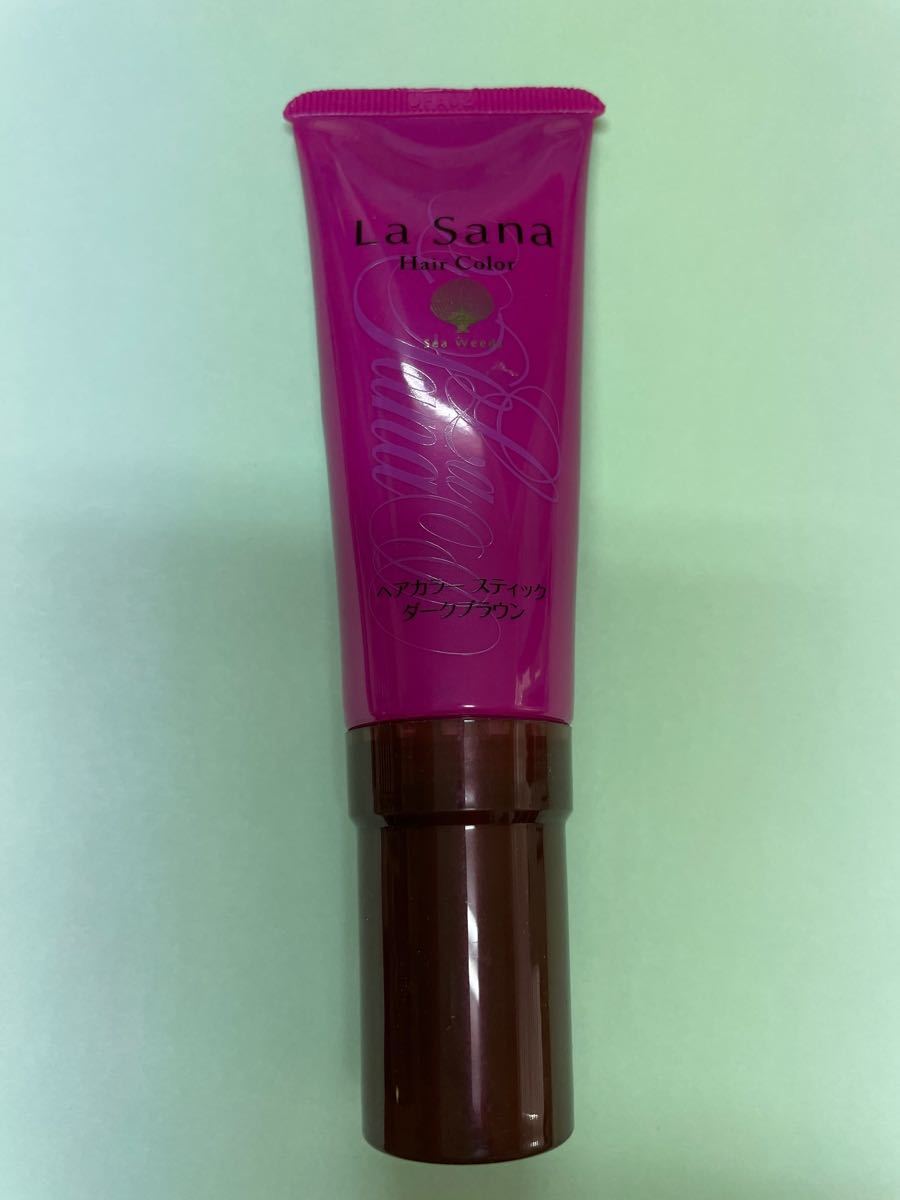 La Sana
Hair Color
Sea Weeds
ヘアカラー スティック
ダークブラウン